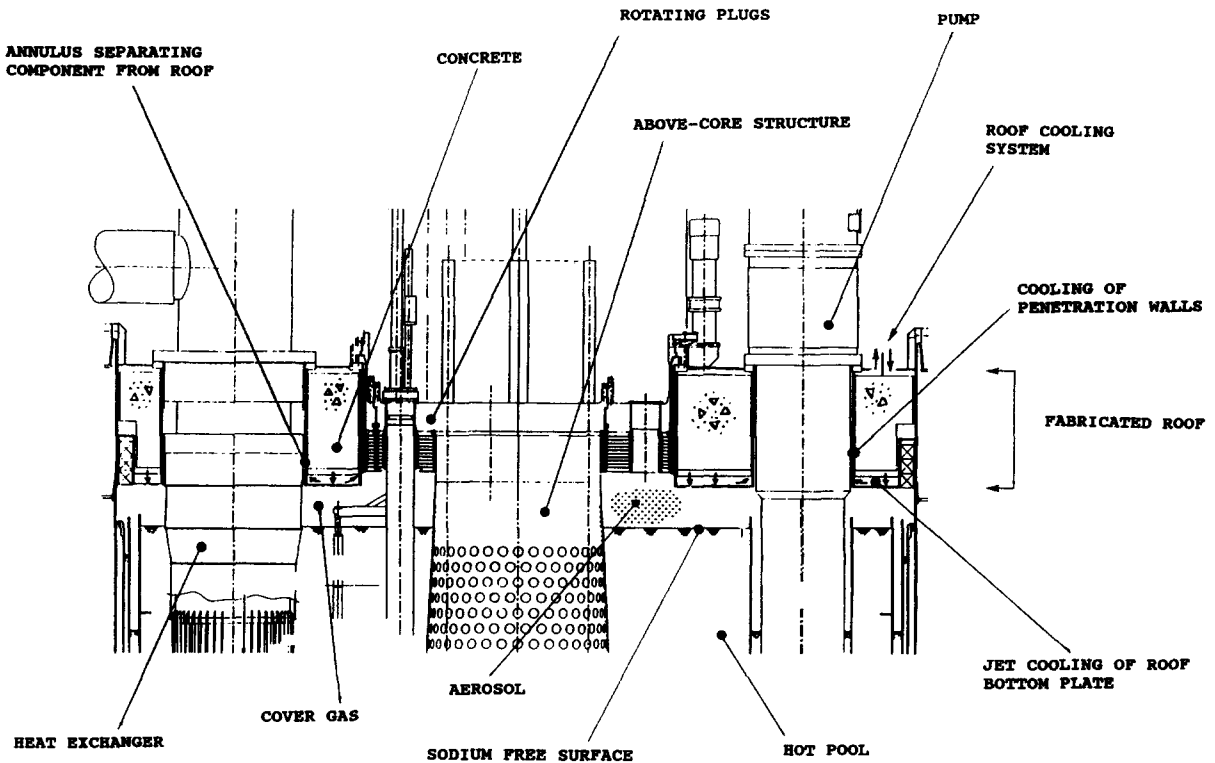 ROTATING PLUGS
PUMP
ANNULUS SEPARATING
COMPONENT FROM ROOF
CONCRETE
ABOVE-CORE STRUCTURE
ROOF COOLING
SYSTEM
COOLING OF
PENETRATION WALLS
FABRICATED ROOF
JET COOLING OF ROOF
BOTTOM PLATE
AEROSOL
COVER GAS
HEAT EXCHANGER
SODIUM FREE SURFACE
HOT POOL